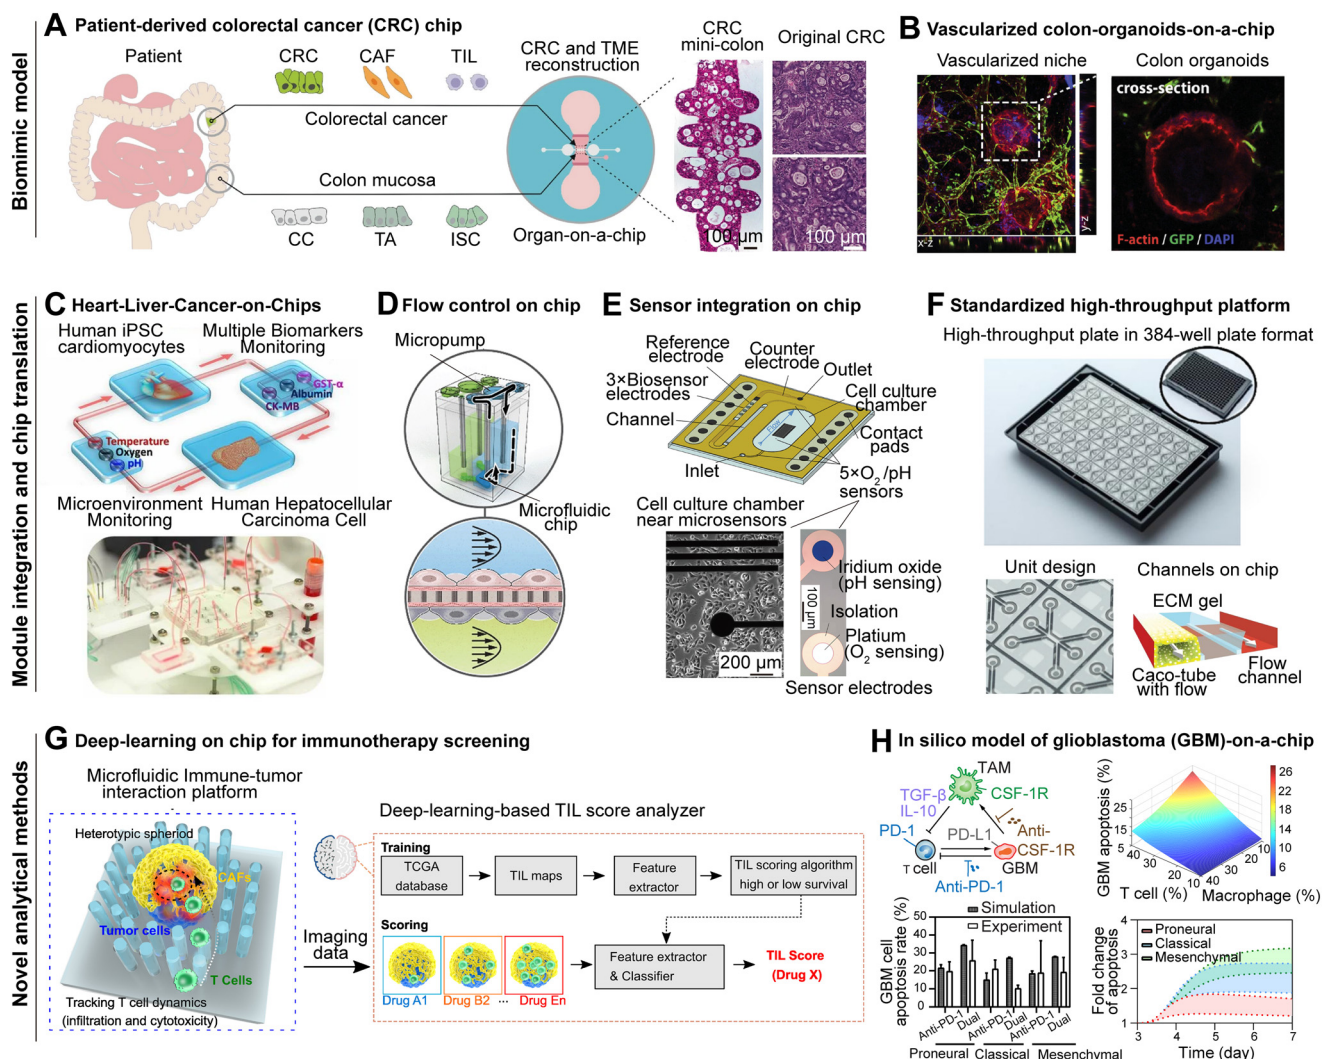 Biomimic model
A Patient-derived colorectal cancer (CRC) chip
Patient
CRC
CAF
TIL
Colorectal cancer
Colon mucosa
CC
TA
ISC
CRC and TME
reconstruction
Organ-on-a-chip
CRC
mini-colon
Original CRC
100 µm
100 µm
B Vascularized colon-organoids-on-a-chip
Vascularized niche
Colon organoids
cross-section
x-z
y-z
F-actin / GFP / DAPI
Module integration and chip translation
C Heart-Liver-Cancer-on-Chips
Human iPSC
cardiomyocytes
Multiple Biomarkers
Monitoring
GST-α
Albumin
CK-MB
Temperature
Oxygen
pH
Microenvironment
Monitoring
Human Hepatocellular
Carcinoma Cell
D Flow control on chip
Micropump
Microfluidic
chip
E Sensor integration on chip
Reference
electrode
Counter
electrode
Outlet
3×Biosensor
electrodes
Cell culture
chamber
Channel
Flow
Contact
pads
Inlet
5×O2/pH
sensors
Cell culture chamber
near microsensors
200 µm
100 µm
Iridium oxide
(pH sensing)
Isolation
Platium
(O2 sensing)
Sensor electrodes
F Standardized high-throughput platform
High-throughput plate in 384-well plate format
Unit design
Channels on chip
ECM gel
Caco-tube
with flow
Flow
channel
Novel analytical methods
G Deep-learning on chip for immunotherapy screening
Microfluidic Immune-tumor
interaction platform
Heterotypic spheriod
CAFs
Tumor cells
T Cells
Tracking T cell dynamics
(infiltration and cytotoxicity)
Imaging
data
Deep-learning-based TIL score analyzer
Training
TCGA
database
TIL maps
Feature
extractor
TIL scoring algorithm
high or low survival
Scoring
Drug A1
Drug B2
...
Drug En
Feature extractor
& Classifier
TIL Score
(Drug X)
H In silico model of glioblastoma (GBM)-on-a-chip
TAM
TGF-β
IL-10
CSF-1R
PD-1
PD-L1
Anti-
CSF-1R
T cell
GBM
Anti-PD-1
GBM apoptosis (%)
25
15
5
40
30
20
10
T cell (%)
40
30
20
10
Macrophage (%)
26
22
18
14
10
6
GBM cell
apoptosis rate (%)
50
40
30
20
10
0
Simulation
Experiment
Anti-PD-1
Dual
Anti-PD-1
Dual
Anti-PD-1
Dual
Proneural
Classical
Mesenchymal
Fold change
of apoptosis
4
3
2
1
Proneural
Classical
Mesenchymal
3
4
5
6
7
Time (day)